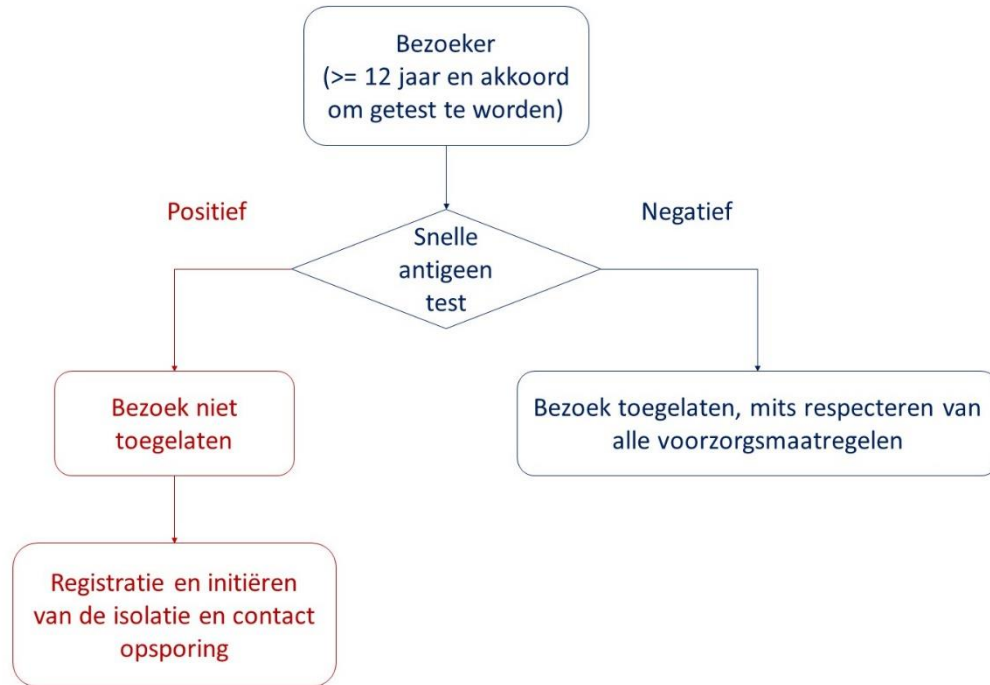 Bezoeker
(>= 12 jaar en akkoord
om getest te worden)
Positief
Negatief
Snelle
antigeen
test
Bezoek niet
toegelaten
Bezoek toegelaten, mits respecteren van
alle voorzorgsmaatregelen
Registratie en initiëren
van de isolatie en contact
opsporing